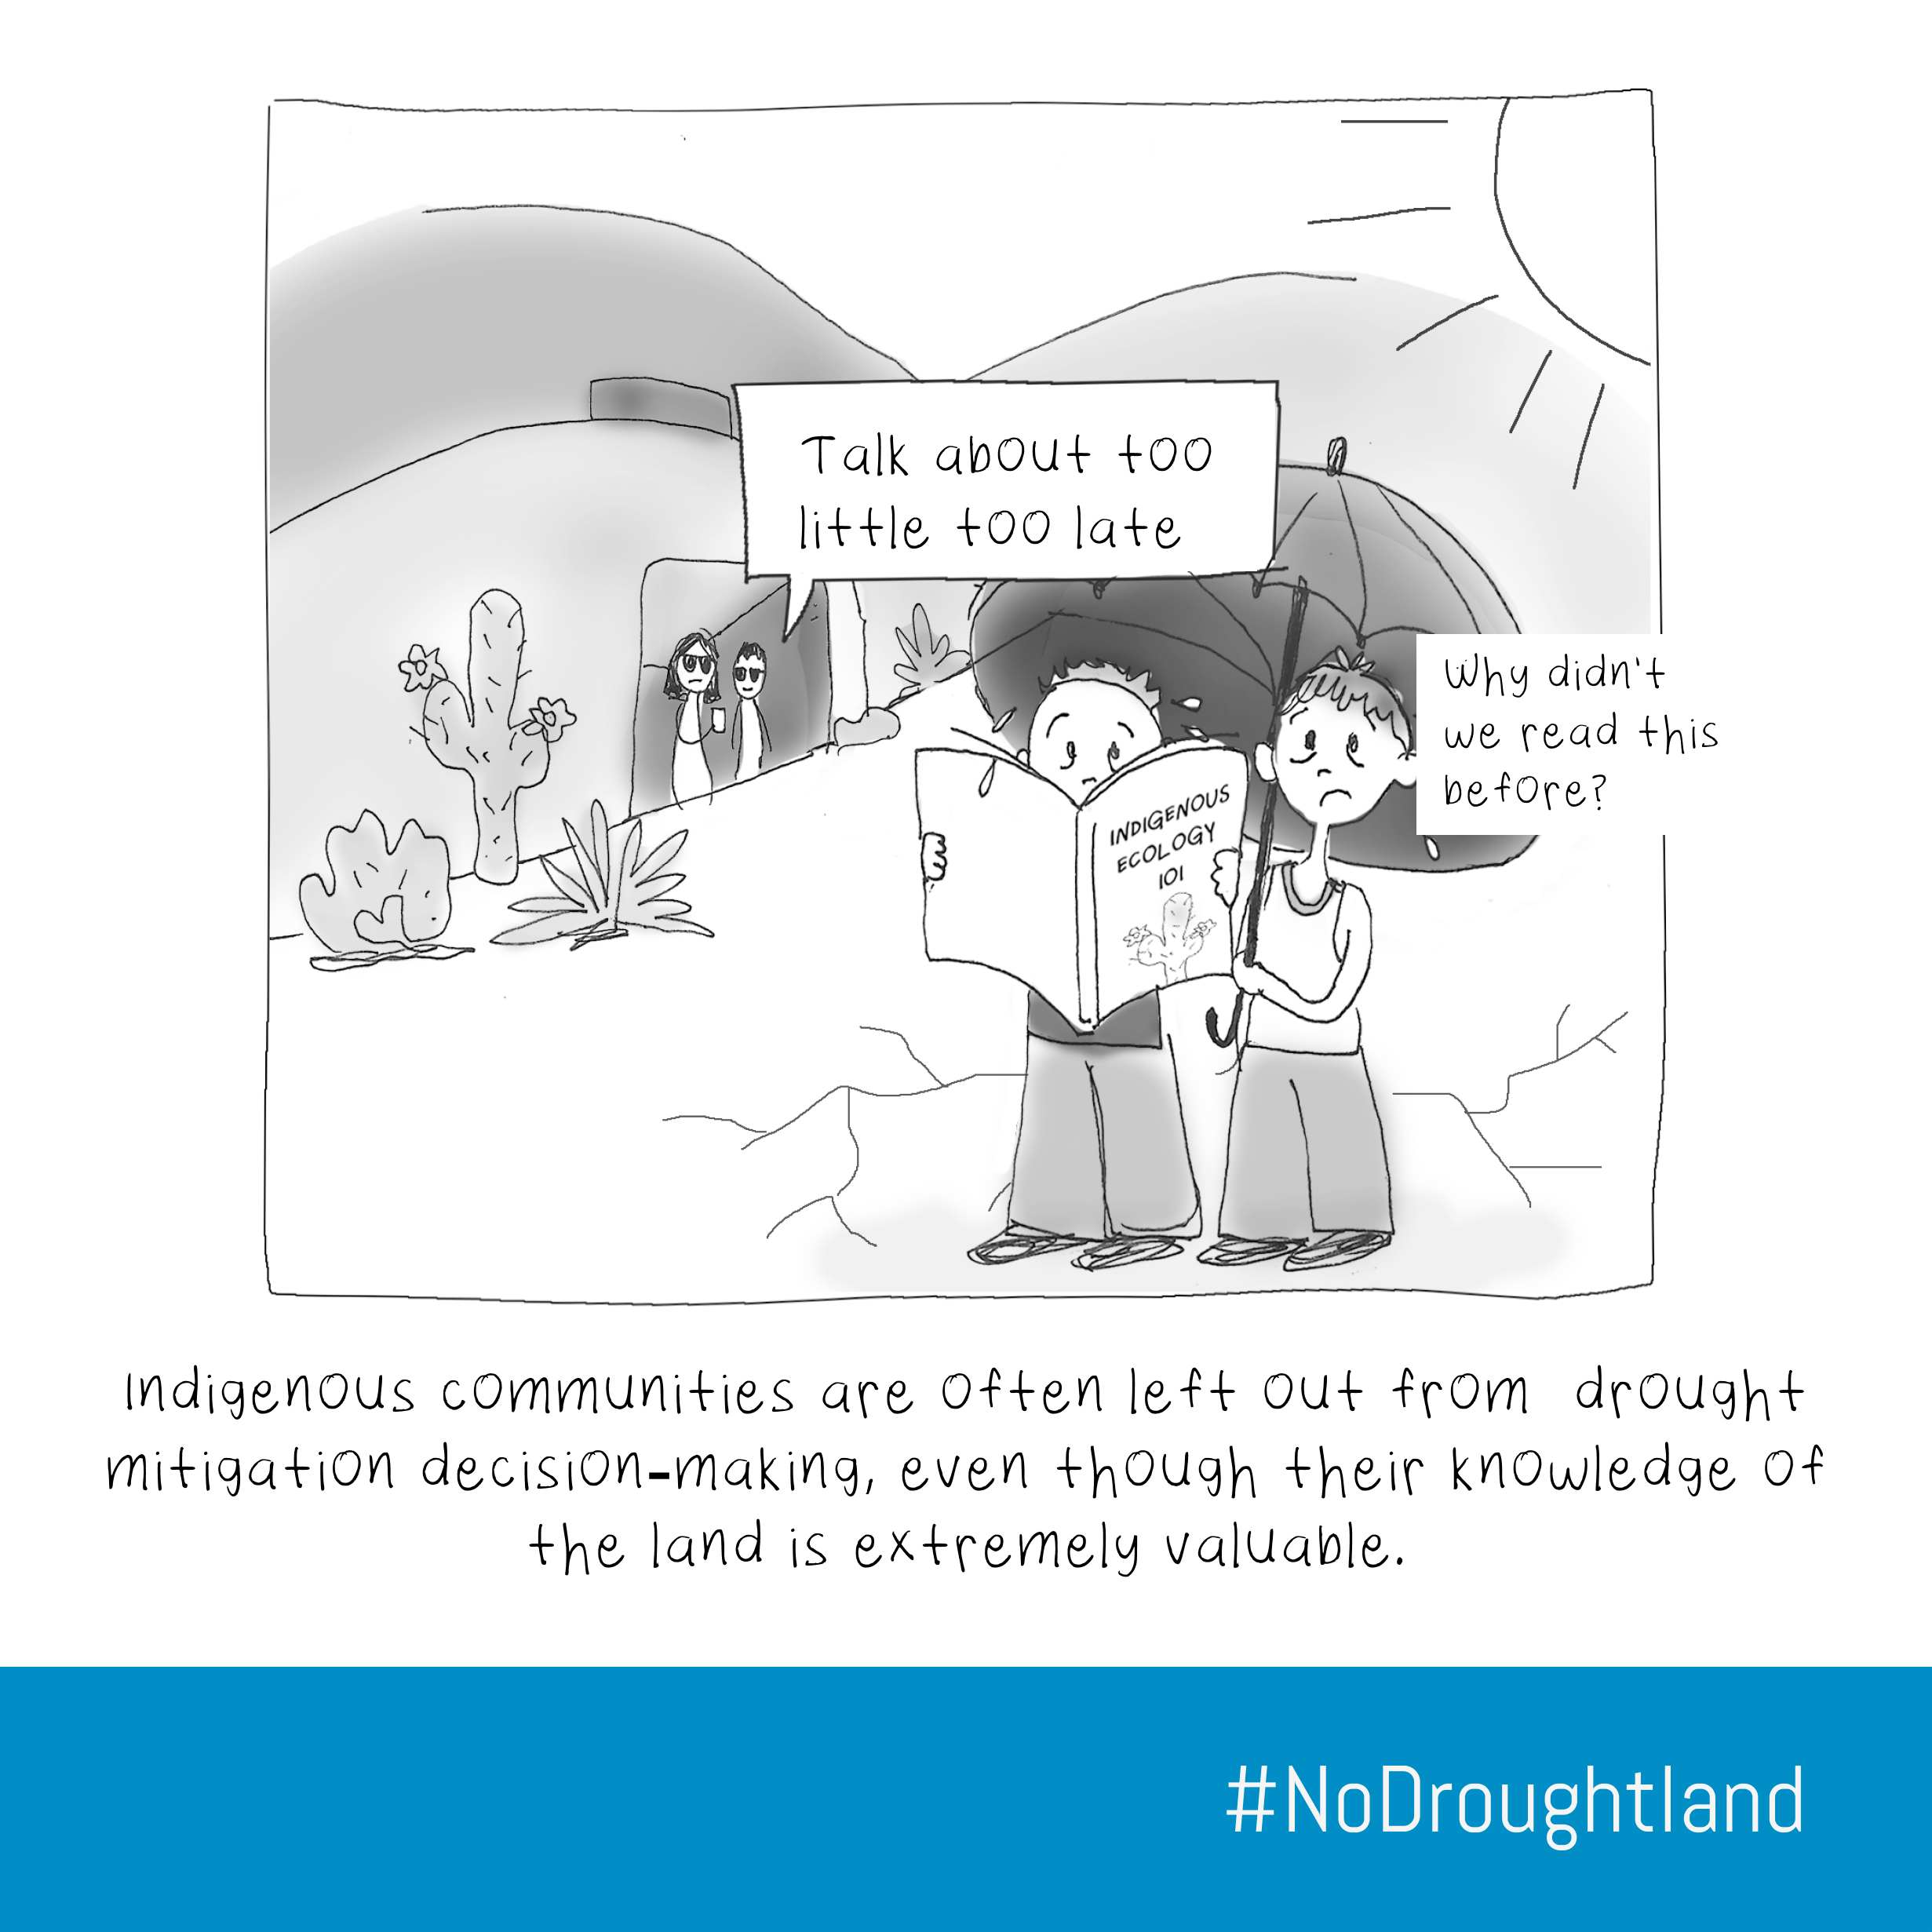 Talk about too
little too late
Why didn't
we read this
before?
INDIGENOUS
ECOLOGY
101
Indigenous communities are often left out from drought
mitigation decision-making, even though their knowledge of
the land is extremely valuable.
#NoDroughtland